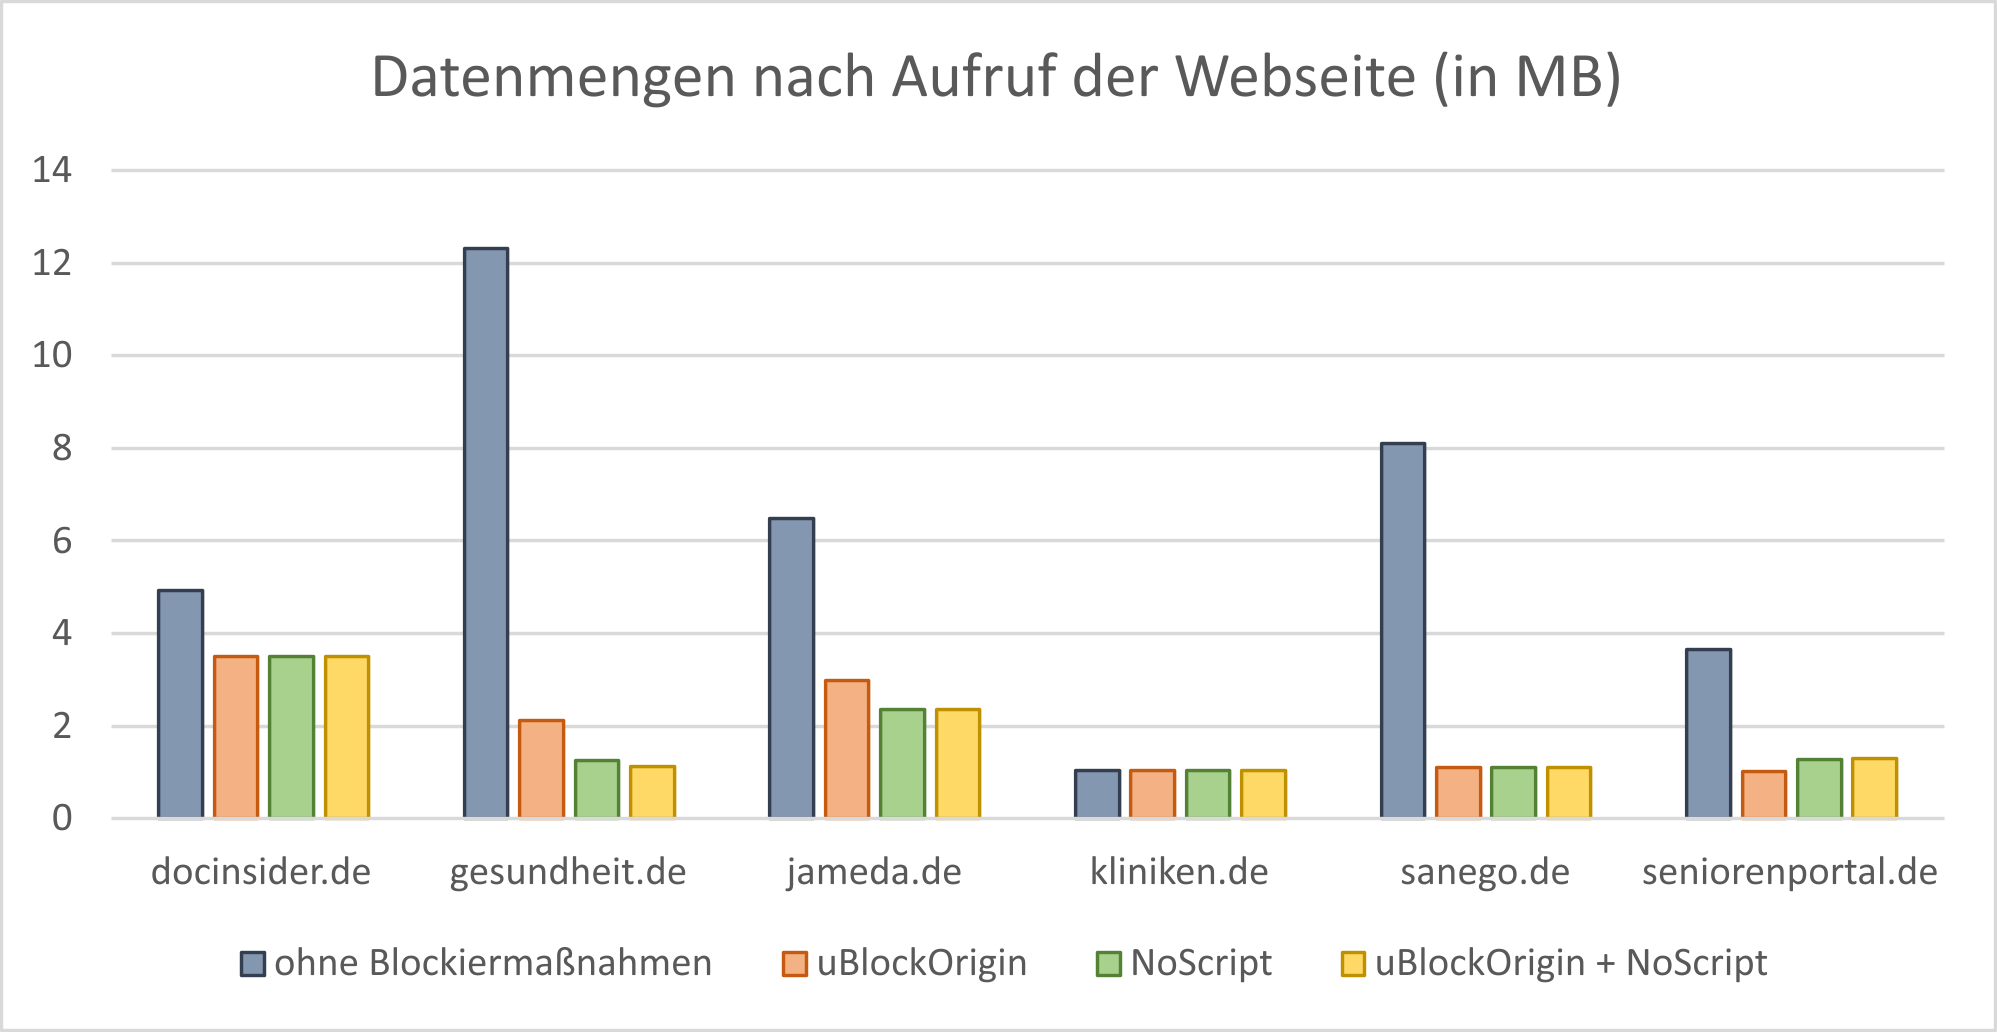 Datenmengen nach Aufruf der Webseite (in MB)
14
12
10
8
6
4
2
0
docinsider.de gesundheit.de jameda.de kliniken.de sanego.de seniorenportal.de
ohne Blockiermaßnahmen uBlockOrigin NoScript uBlockOrigin + NoScript